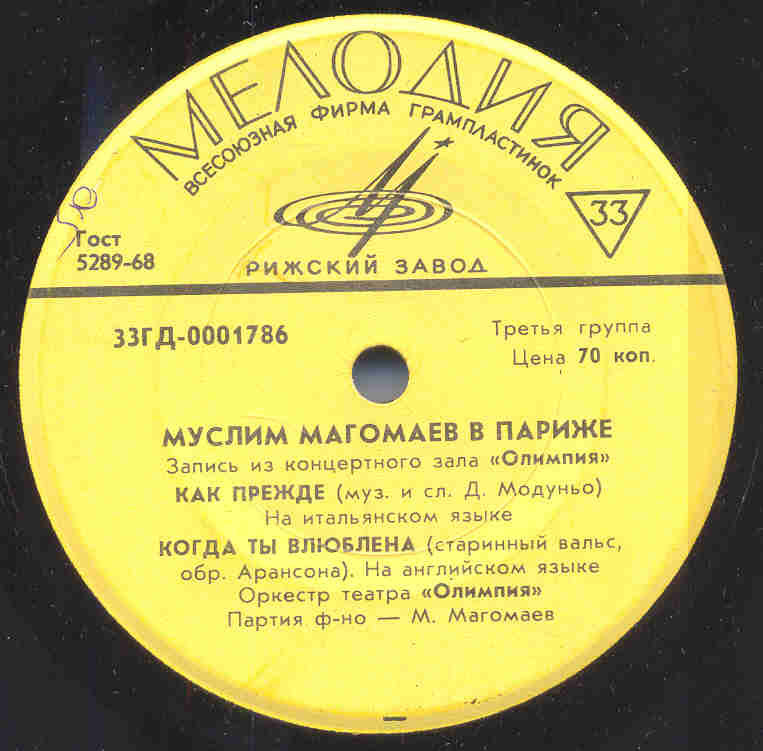 МЕЛОДИЯ
ВСЕСОЮЗНАЯ ФИРМА ГРАМПЛАСТИНОК
33
Гост
5289-68
РИЖСКИЙ ЗАВОД
33ГД-0001786
Третья группа
Цена 70 коп.
МУСЛИМ МАГОМАЕВ В ПАРИЖЕ
Запись из концертного зала «Олимпия»
КАК ПРЕЖДЕ (муз. и сл. Д. Модуньо)
На итальянском языке
КОГДА ТЫ ВЛЮБЛЕНА (старинный вальс,
обр. Арансона). На английском языке
Оркестр театра «Олимпия»
Партия ф-но — М. Магомаев